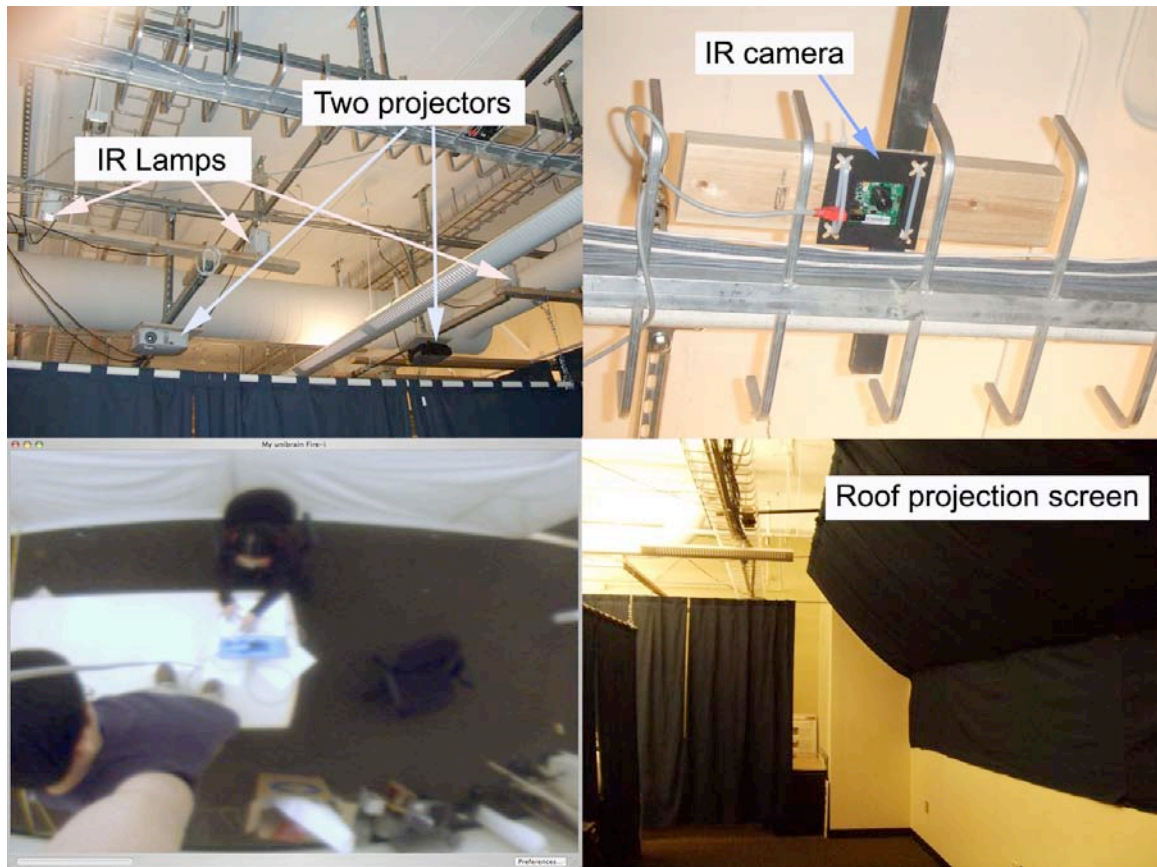 Two projectors
IR Lamps
IR camera
My unibrain Fire-i
Roof projection screen
Preferences...